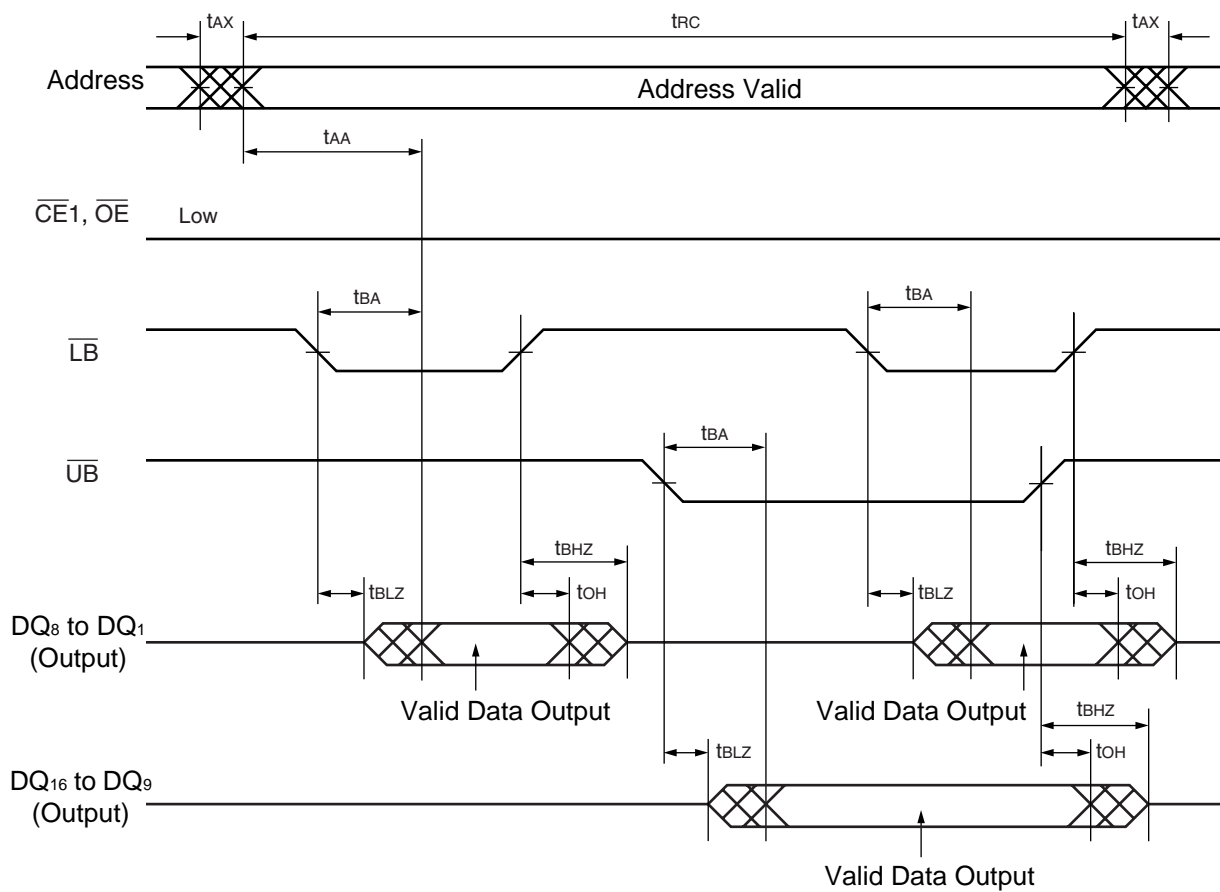 tAX tRC tAX
Address Address Valid
tAA
CE1, OE Low
tBA tBA
LB
tBA
UB
tBHZ tBHZ
tBLZ tOH tBLZ tOH
DQ8 to DQ1
(Output)
Valid Data Output Valid Data Output
tBHZ
tBLZ tOH
DQ16 to DQ9
(Output)
Valid Data Output